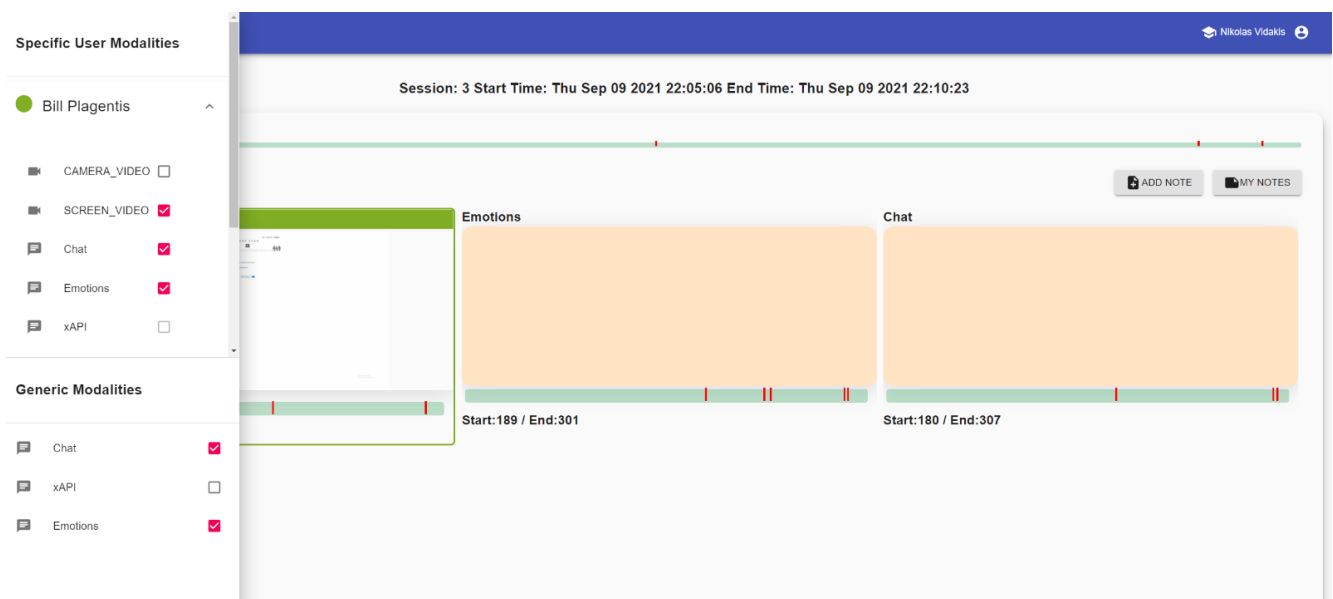 Specific User Modalities
Bill Plagentis
CAMERA_VIDEO
SCREEN_VIDEO
Chat
Emotions
xAPI
Generic Modalities
Chat
xAPI
Emotions
Nikolas Vidakis
Session: 3 Start Time: Thu Sep 09 2021 22:05:06 End Time: Thu Sep 09 2021 22:10:23
ADD NOTE
MY NOTES
Emotions
Start:189 / End:301
Chat
Start:180 / End:307